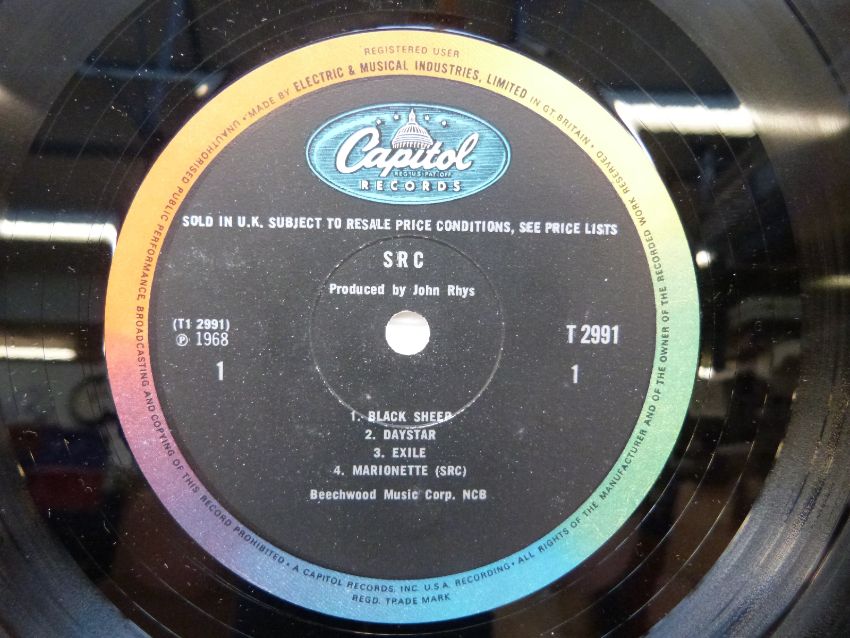 REGISTERED USER
UNAUTHORISED PUBLIC PERFORMANCE, BROADCASTING AND COPYING OF THIS RECORD PROHIBITED · A CAPITOL RECORDS, INC. U.S.A. RECORDING · ALL RIGHTS OF THE MANUFACTURER AND OF THE OWNER OF THE RECORDED WORK RESERVED · MADE BY ELECTRIC & MUSICAL INDUSTRIES, LIMITED IN GT. BRITAIN ·
REGD. TRADE MARK
Capitol
REG'D U.S. PAT. OFF.
RECORDS
SOLD IN U.K. SUBJECT TO RESALE PRICE CONDITIONS, SEE PRICE LISTS
SRC
Produced by John Rhys
(T1 2991)
℗ 1968
1
T 2991
1
1. BLACK SHEEP
2. DAYSTAR
3. EXILE
4. MARIONETTE (SRC)
Beechwood Music Corp. NCB